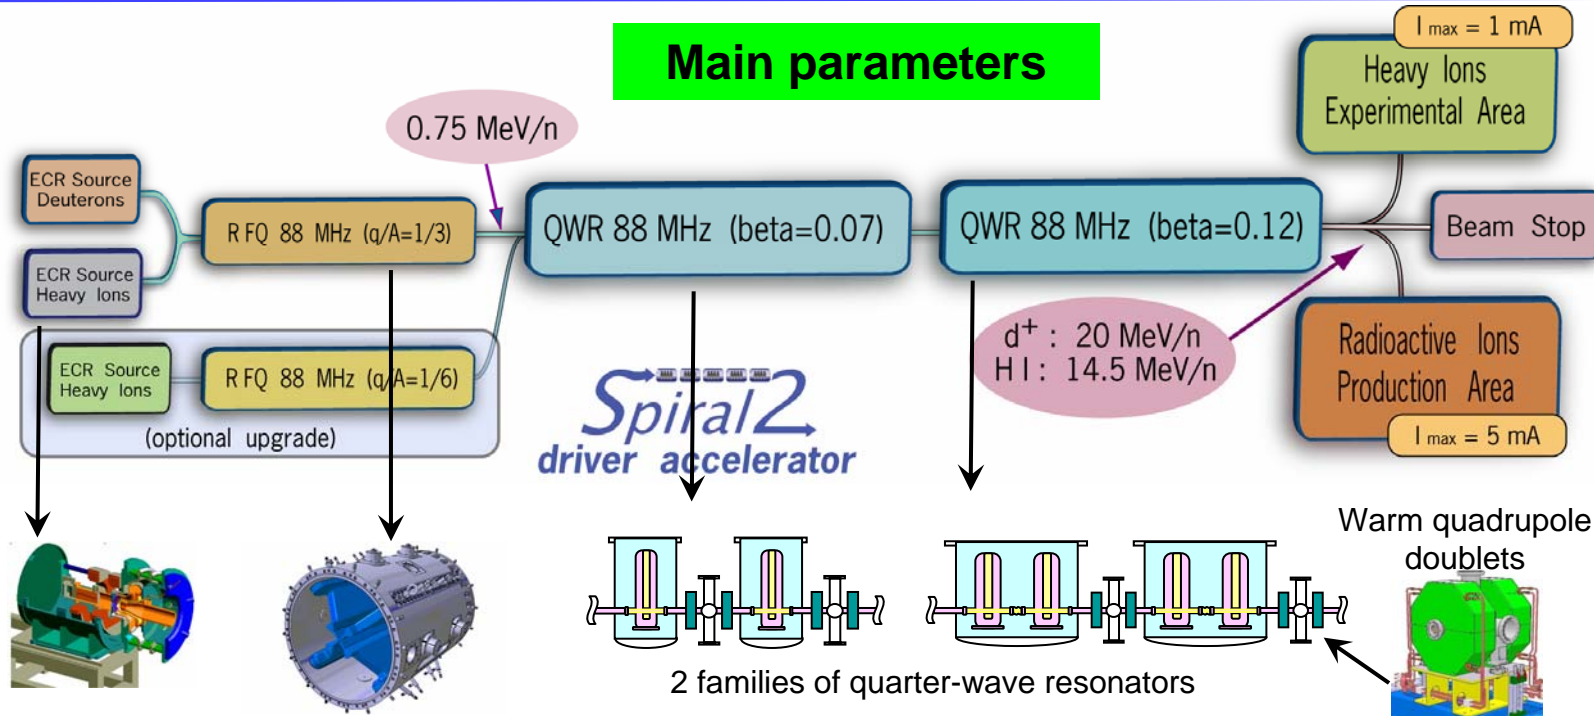 Main parameters
I max = 1 mA
Heavy Ions
Experimental Area
0.75 MeV/n
ECR Source
Deuterons
RFQ 88 MHz (q/A=1/3)
QWR 88 MHz (beta=0.07)
QWR 88 MHz (beta=0.12)
Beam Stop
ECR Source
Heavy Ions
d+ : 20 MeV/n
HI : 14.5 MeV/n
Radioactive Ions
Production Area
I max = 5 mA
ECR Source
Heavy Ions
RFQ 88 MHz (q/A=1/6)
(optional upgrade)
Spiral2
driver accelerator
Warm quadrupole
doublets
2 families of quarter-wave resonators